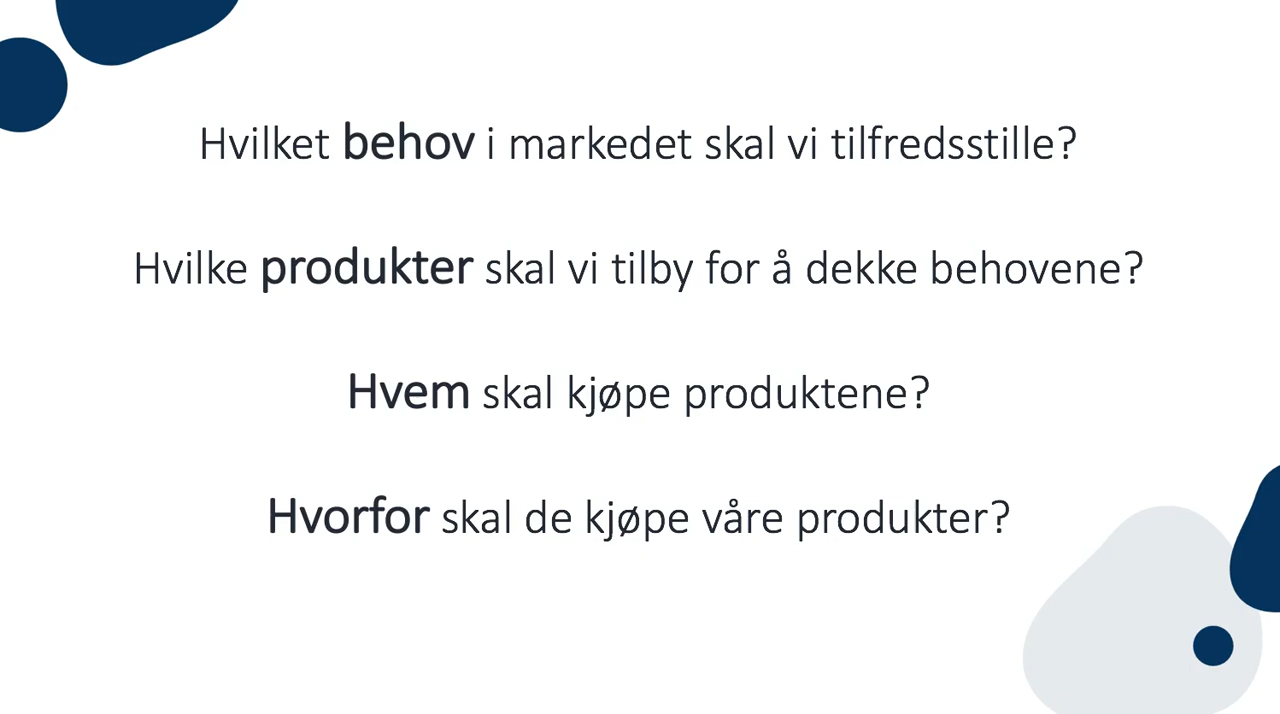 Hvilket behov i markedet skal vi tilfredsstille?
Hvilke produkter skal vi tilby for å dekke behovene?
Hvem skal kjøpe produktene?
Hvorfor skal de kjøpe våre produkter?